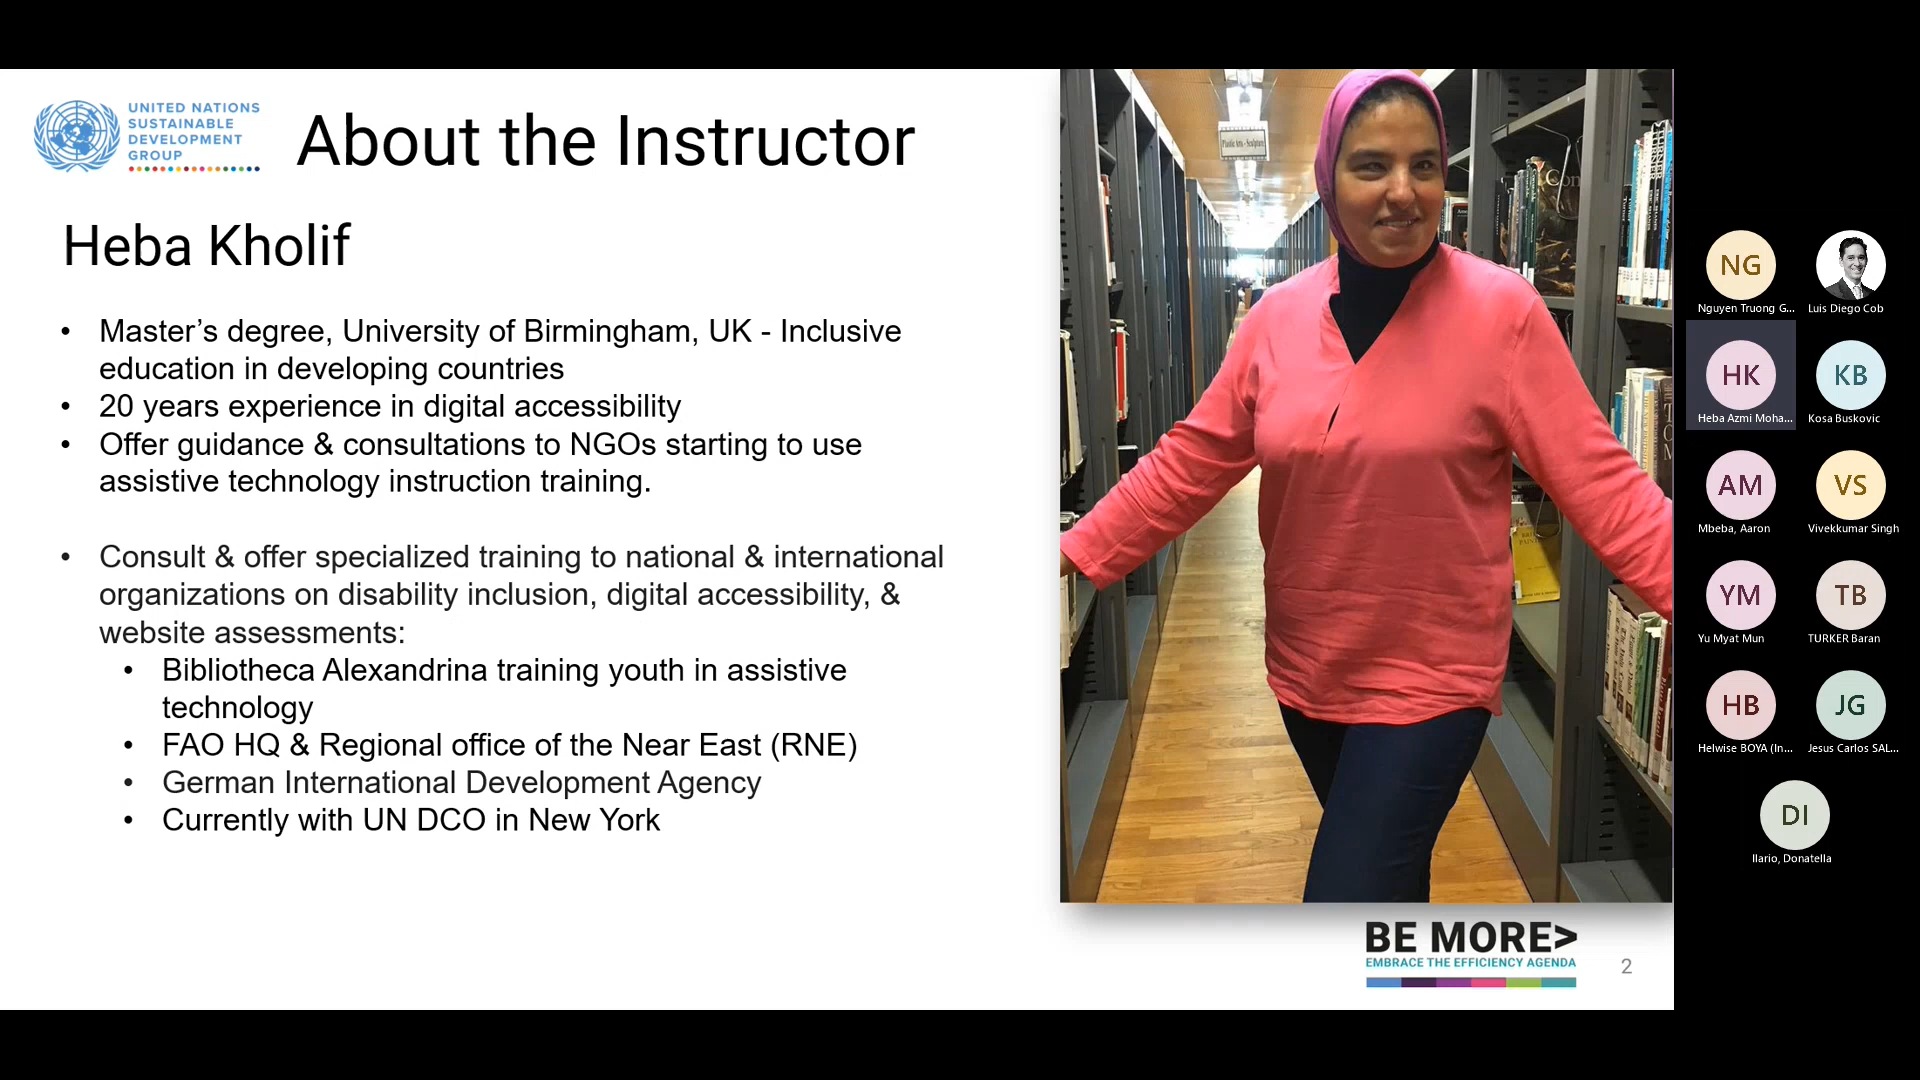 UNITED NATIONS
SUSTAINABLE
DEVELOPMENT
GROUP
About the Instructor
Heba Kholif
• Master’s degree, University of Birmingham, UK - Inclusive
education in developing countries
• 20 years experience in digital accessibility
• Offer guidance & consultations to NGOs starting to use
assistive technology instruction training.
• Consult & offer specialized training to national & international
organizations on disability inclusion, digital accessibility, &
website assessments:
• Bibliotheca Alexandrina training youth in assistive
technology
• FAO HQ & Regional office of the Near East (RNE)
• German International Development Agency
• Currently with UN DCO in New York
Plastic Arts - Sculpture
BE MORE>
EMBRACE THE EFFICIENCY AGENDA
2
NG
Nguyen Truong G...
Luis Diego Cob
HK
Heba Azmi Moha...
KB
Kosa Buskovic
AM
Mbeba, Aaron
VS
Vivekkumar Singh
YM
Yu Myat Mun
TB
TURKER Baran
HB
Helwise BOYA (In...
JG
Jesus Carlos SAL...
DI
Ilario, Donatella